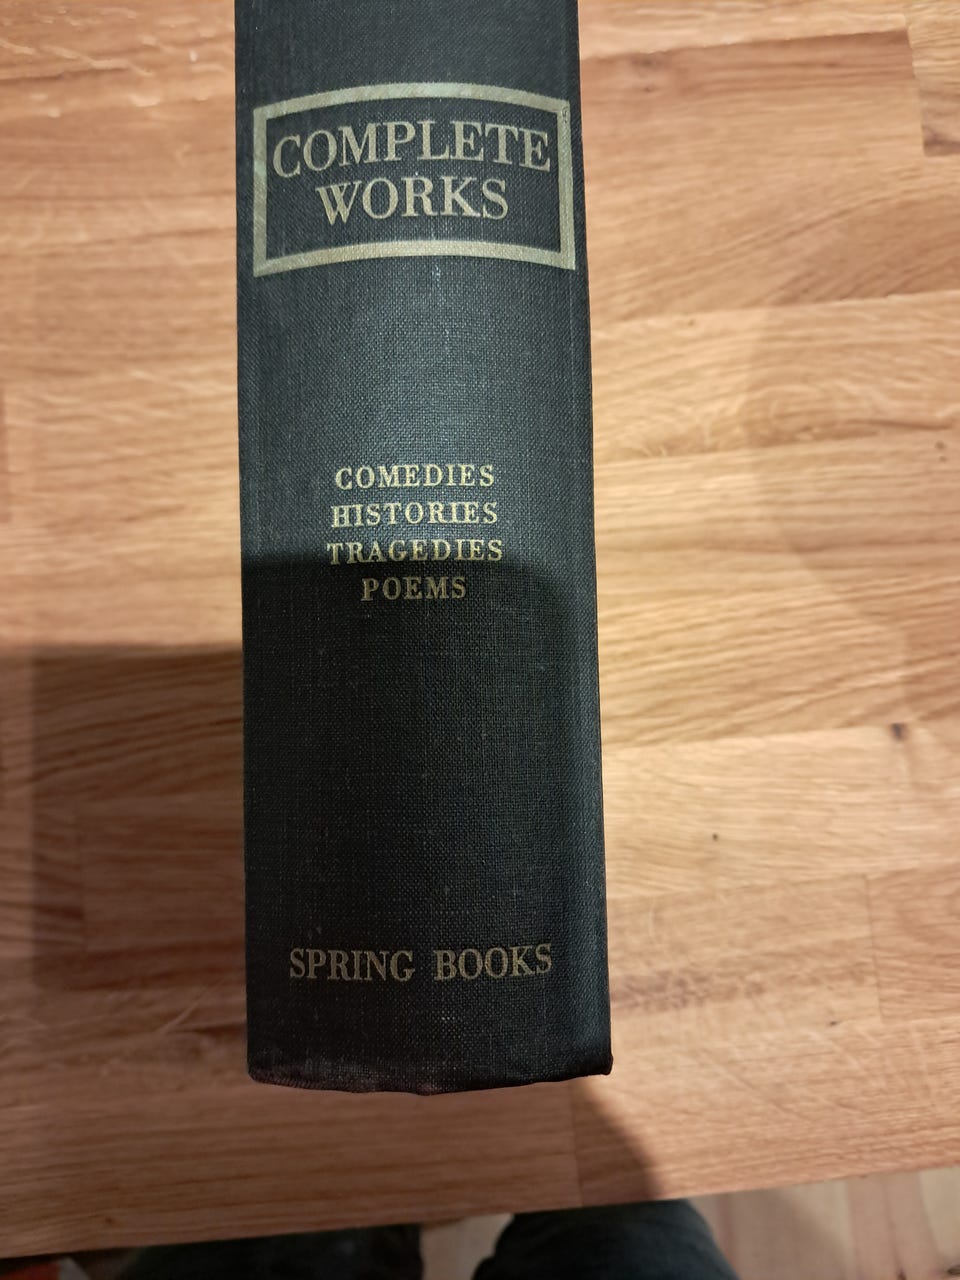 COMPLETE
WORKS
COMEDIES
HISTORIES
TRAGEDIES
POEMS
SPRING BOOKS